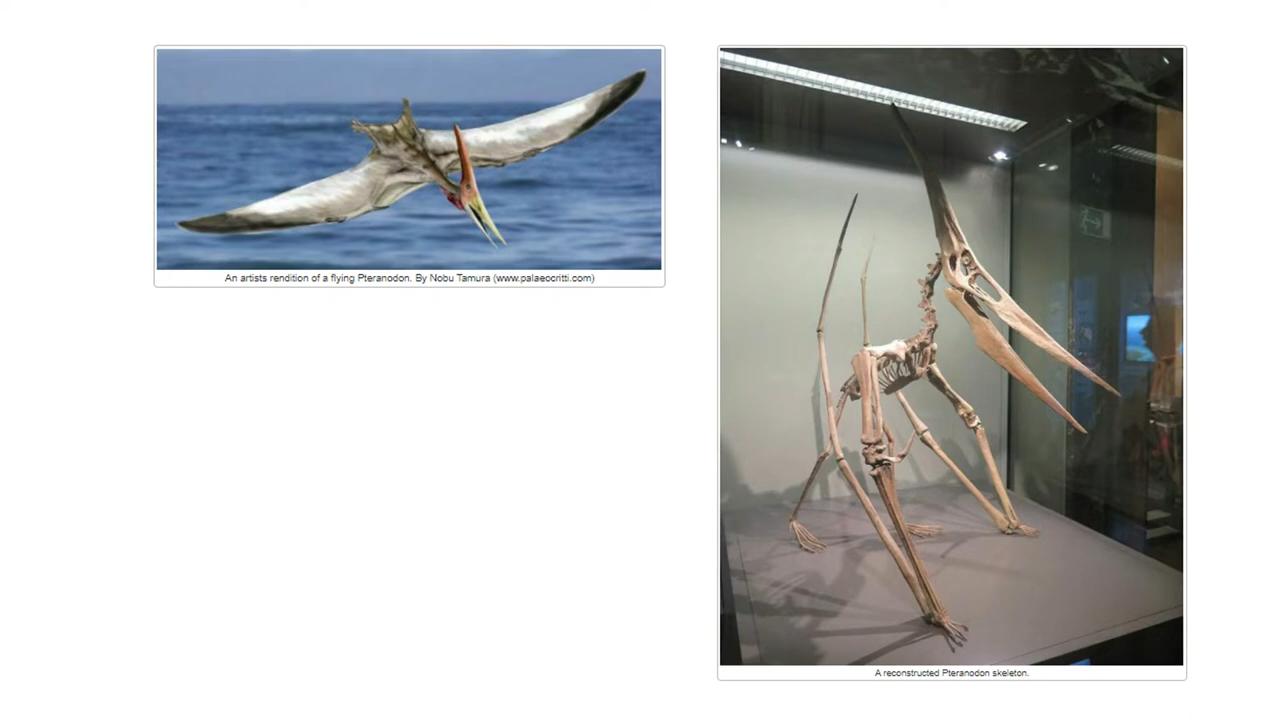 An artists rendition of a flying Pteranodon. By Nobu Tamura (www.palaeocritti.com)
A reconstructed Pteranodon skeleton.